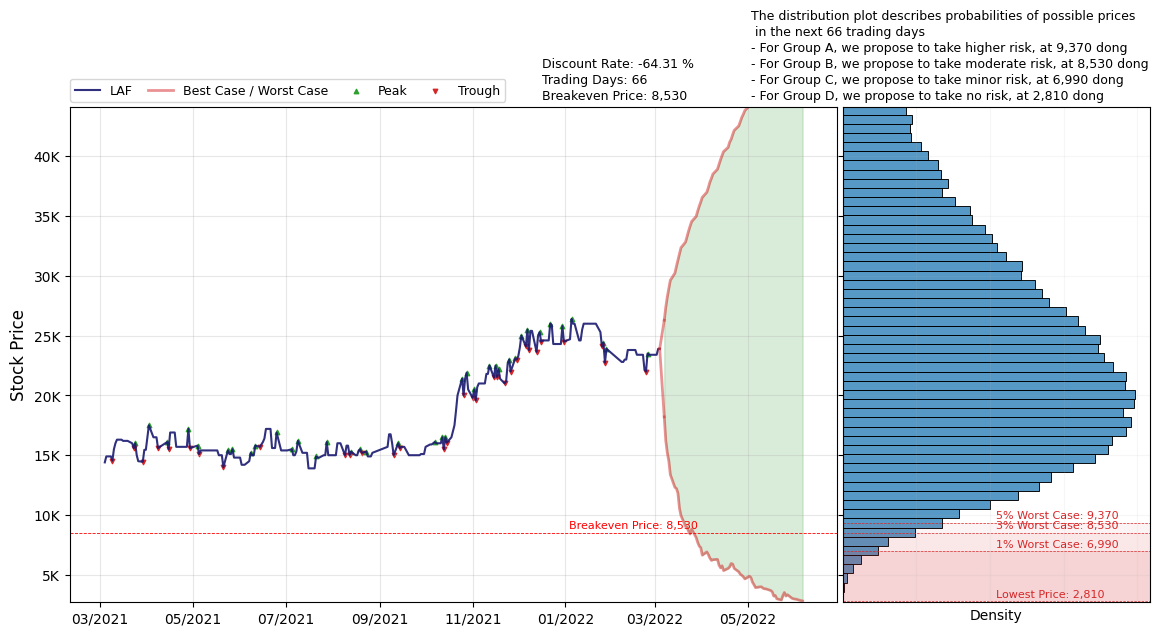 The distribution plot describes probabilities of possible prices
in the next 66 trading days
- For Group A, we propose to take higher risk, at 9,370 dong
- For Group B, we propose to take moderate risk, at 8,530 dong
- For Group C, we propose to take minor risk, at 6,990 dong
- For Group D, we propose to take no risk, at 2,810 dong
Discount Rate: -64.31 %
Trading Days: 66
Breakeven Price: 8,530
LAF
Best Case / Worst Case
Peak
Trough
Stock Price
40K
35K
30K
25K
20K
15K
10K
5K
Breakeven Price: 8,530
03/2021
05/2021
07/2021
09/2021
11/2021
01/2022
03/2022
05/2022
5% Worst Case: 9,370
3% Worst Case: 8,530
1% Worst Case: 6,990
Lowest Price: 2,810
Density